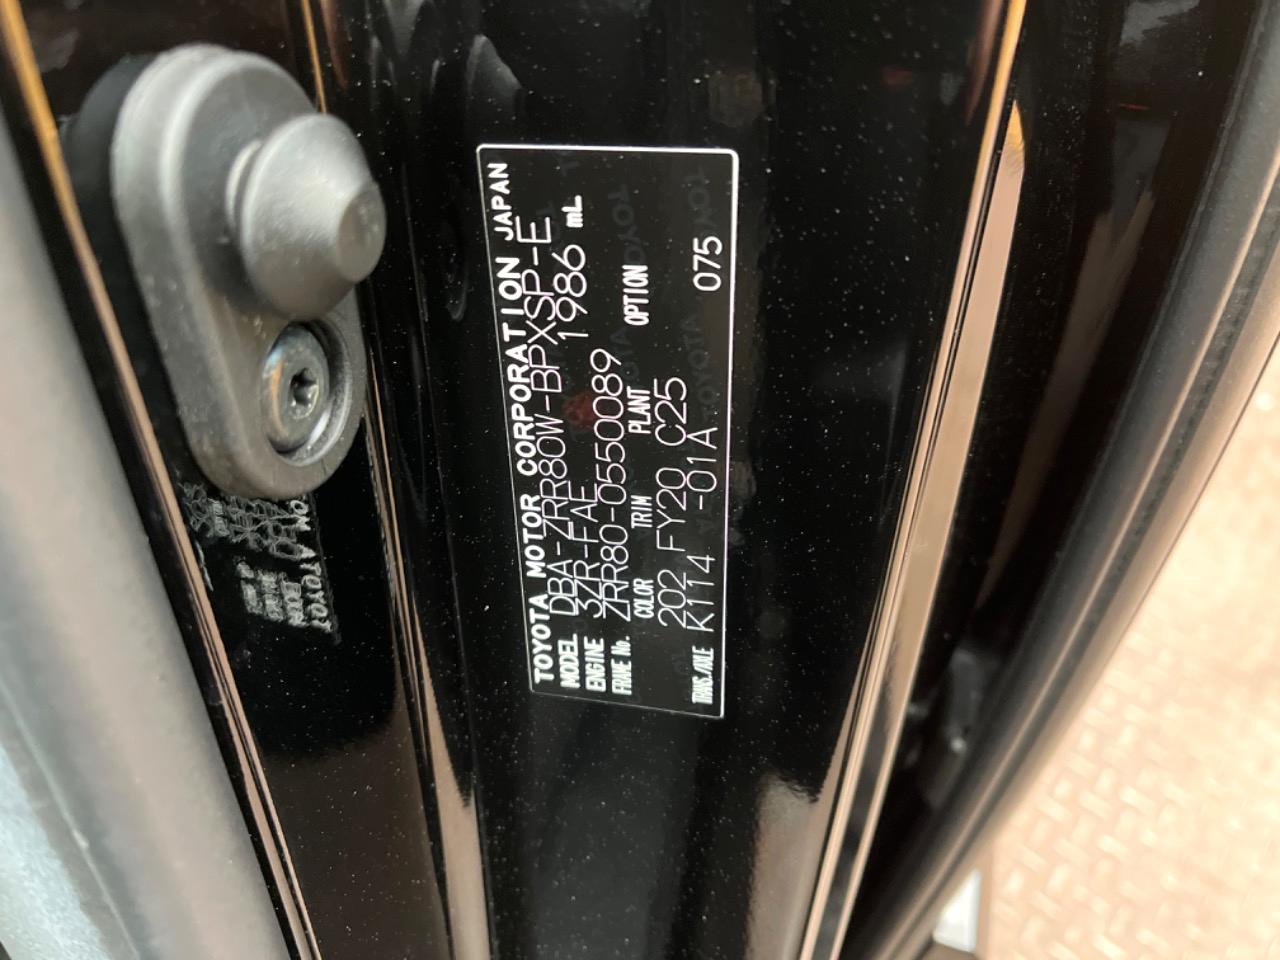 TOYOTA MOTOR CORPORATION JAPAN
MODEL DBA-ZRR80W-BPXSP-E
ENGINE 3ZR-FAE 1986 mL
FRAME No. ZRR80-0550089
COLOR TRIM PLANT OPTION
202 FY20 C25
TRANS./AXLE K114 -01A 075